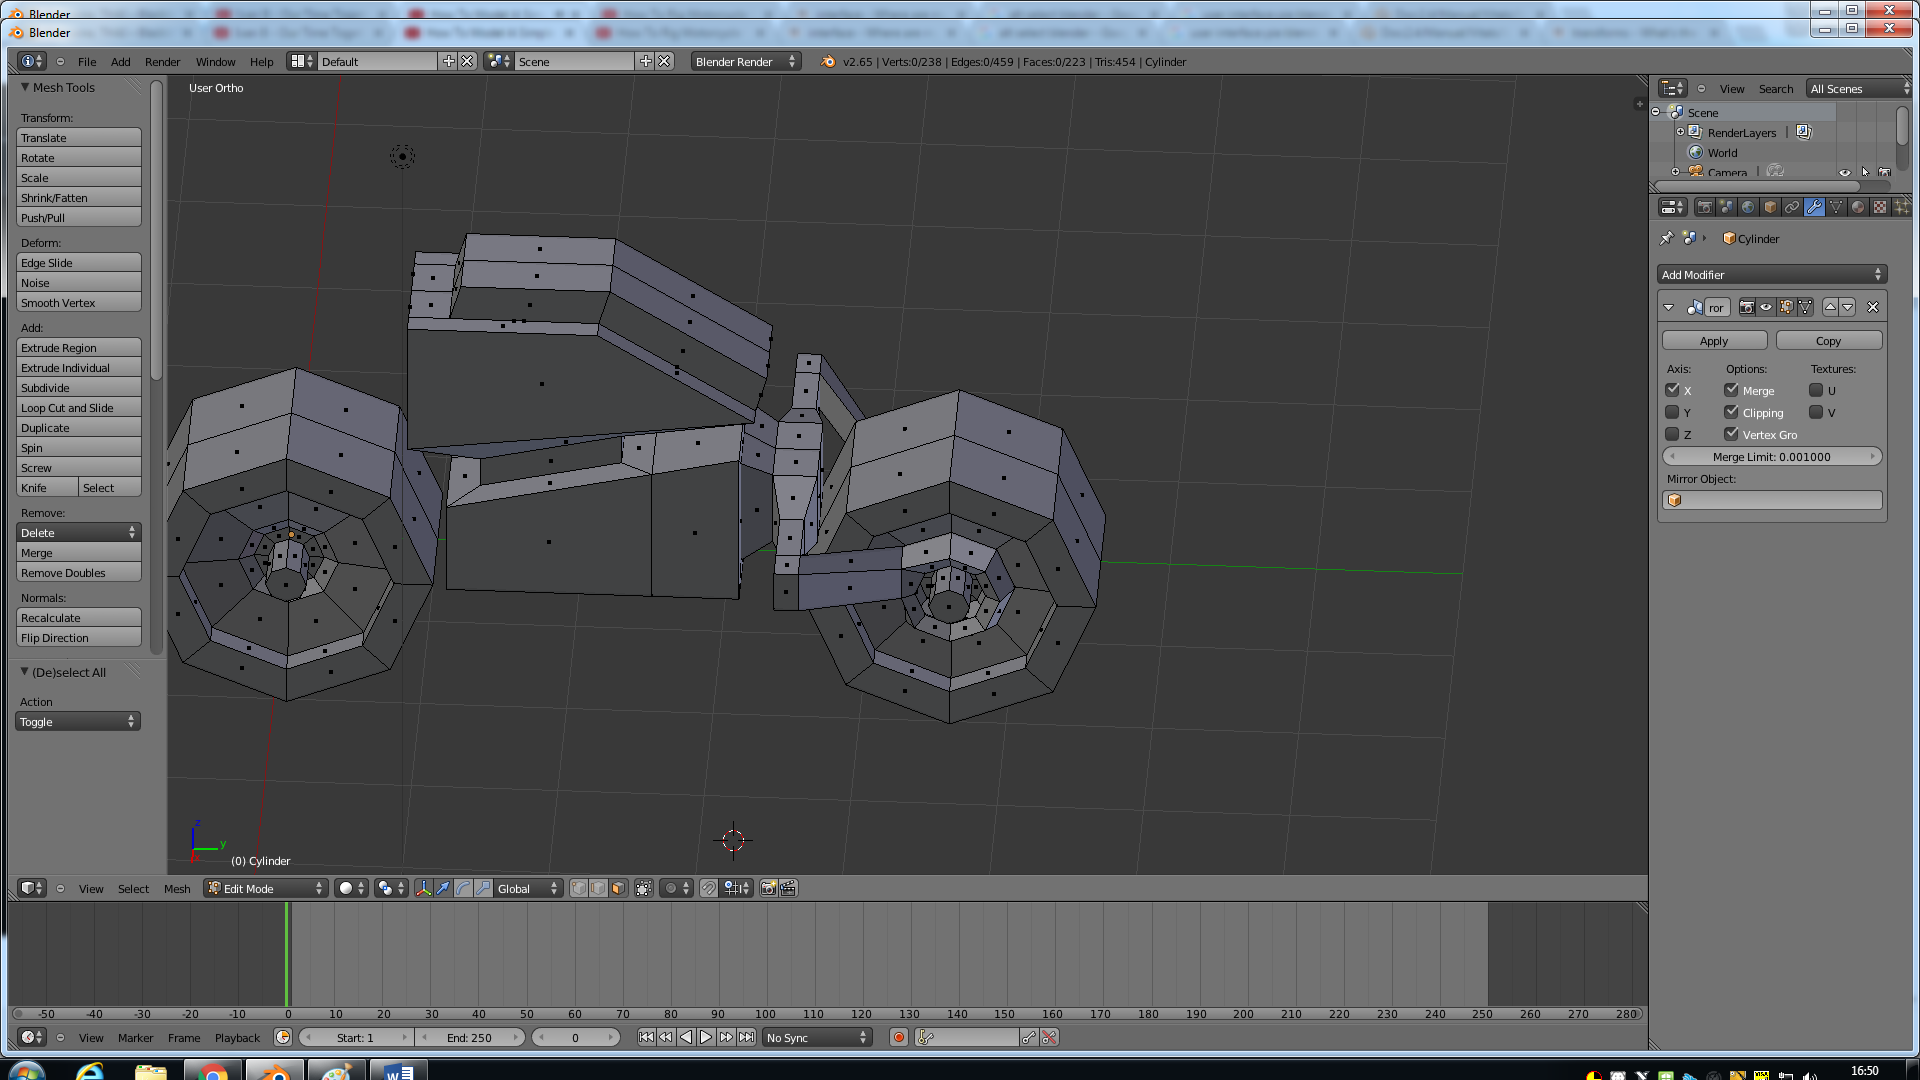 Blender
Blender
File Add Render Window Help Default Scene Blender Render v2.65 | Verts:0/238 | Edges:0/459 | Faces:0/223 | Tris:454 | Cylinder
Mesh Tools
Transform:
Translate
Rotate
Scale
Shrink/Fatten
Push/Pull
Deform:
Edge Slide
Noise
Smooth Vertex
Add:
Extrude Region
Extrude Individual
Subdivide
Loop Cut and Slide
Duplicate
Spin
Screw
Knife Select
Remove:
Delete
Merge
Remove Doubles
Normals:
Recalculate
Flip Direction
(De)select All
Action
Toggle
User Ortho
z
y
(0) Cylinder
View Select Mesh Edit Mode Global
-50 -40 -30 -20 -10 0 10 20 30 40 50 60 70 80 90 100 110 120 130 140 150 160 170 180 190 200 210 220 230 240 250 260 270 280
View Marker Frame Playback Start: 1 End: 250 0 No Sync
View Search All Scenes
Scene
RenderLayers
World
Camera
Cylinder
Add Modifier
ror
Apply Copy
Axis: Options: Textures:
X Merge U
Y Clipping V
Z Vertex Gro
Merge Limit: 0.001000
Mirror Object:
16:50